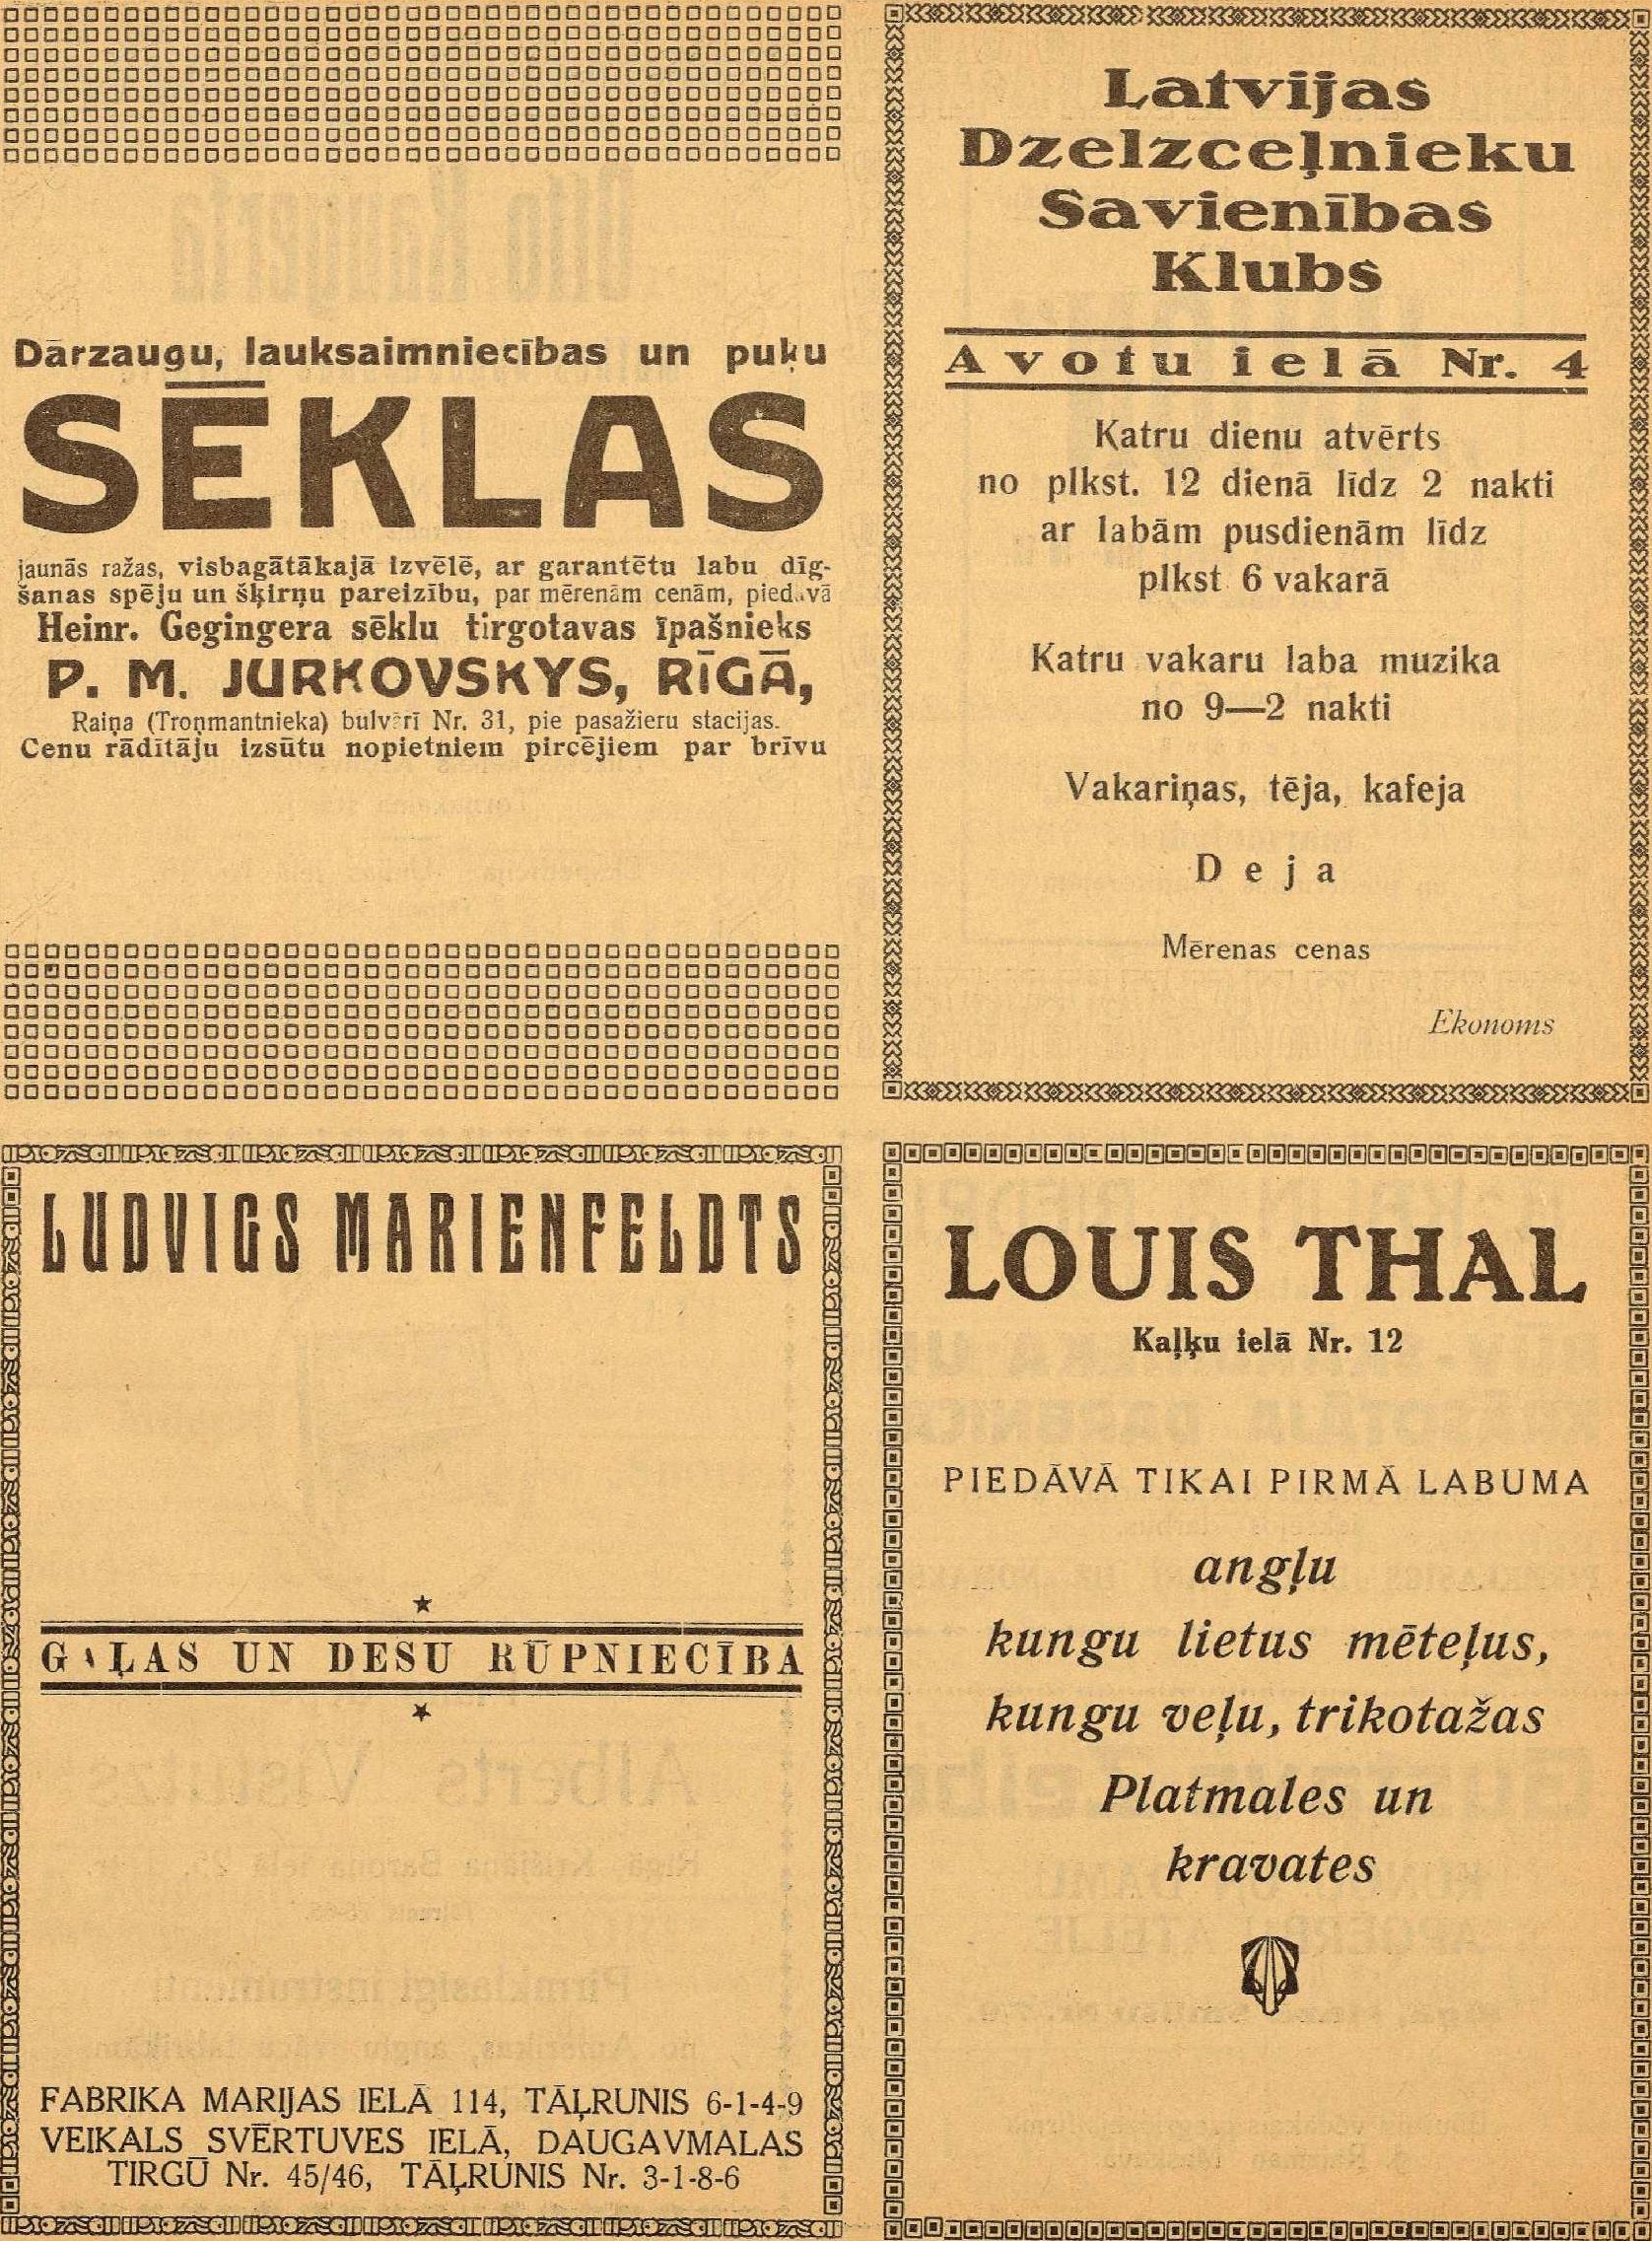 Dārzaugu, lauksaimniecības un puķu
SĒKLAS
jaunās ražas, visbagātākajā izvēlē, ar garantētu labu dīg-
šanas spēju un šķirņu pareizību, par mērenām cenām, piedāvā
Heinr. Gegingera sēklu tirgotavas īpašnieks
P. M. JURKOVSKYS, RĪGĀ,
Raiņa (Troņmantnieka) bulvārī Nr. 31, pie pasažieru stacijas.
Cenu rādītāju izsūtu nopietniem pircējiem par brīvu
Latvijas
Dzelzceļnieku
Savienības
Klubs
Avotu ielā Nr. 4
Katru dienu atvērts
no plkst. 12 dienā līdz 2 nakti
ar labām pusdienām līdz
plkst 6 vakarā
Katru vakaru laba muzika
no 9—2 nakti
Vakariņas, tēja, kafeja
Deja
Mērenas cenas
Ekonoms
LUDVIGS MARIENFELDTS
GAĻAS UN DESU RŪPNIECĪBA
FABRIKA MARIJAS IELĀ 114, TĀĻRUNIS 6-1-4-9
VEIKALS SVĒRTUVES IELĀ, DAUGAVMALAS
TIRGŪ Nr. 45/46, TĀĻRUNIS Nr. 3-1-8-6
LOUIS THAL
Kaļķu ielā Nr. 12
PIEDĀVĀ TIKAI PIRMĀ LABUMA
angļu
kungu lietus mēteļus,
kungu veļu, trikotažas
Platmales un
kravates